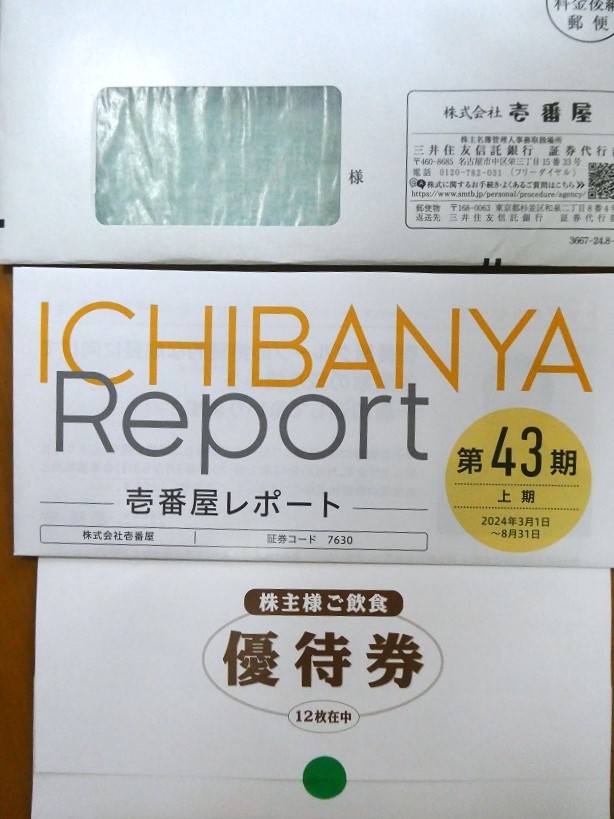 料金後納
郵便
様
株式会社 壱番屋
株主名簿管理人事務取扱場所
三井住友信託銀行 証券代行
〒460-8685 名古屋市中区栄三丁目15番33号
電話 0120-782-031 (フリーダイヤル)
株式に関するお手続き・よくあるご質問はこちら
https://www.smtb.jp/personal/procedure/agency/
郵便物 〒168-0063 東京都杉並区和泉二丁目8番4号
返送先 三井住友信託銀行 証券代行
3667-24.8-
ICHIBANYA
Report
第43期
上期
2024年3月1日
～8月31日
壱番屋レポート
株式会社壱番屋 証券コード 7630
株主様ご飲食
優待券
12枚在中